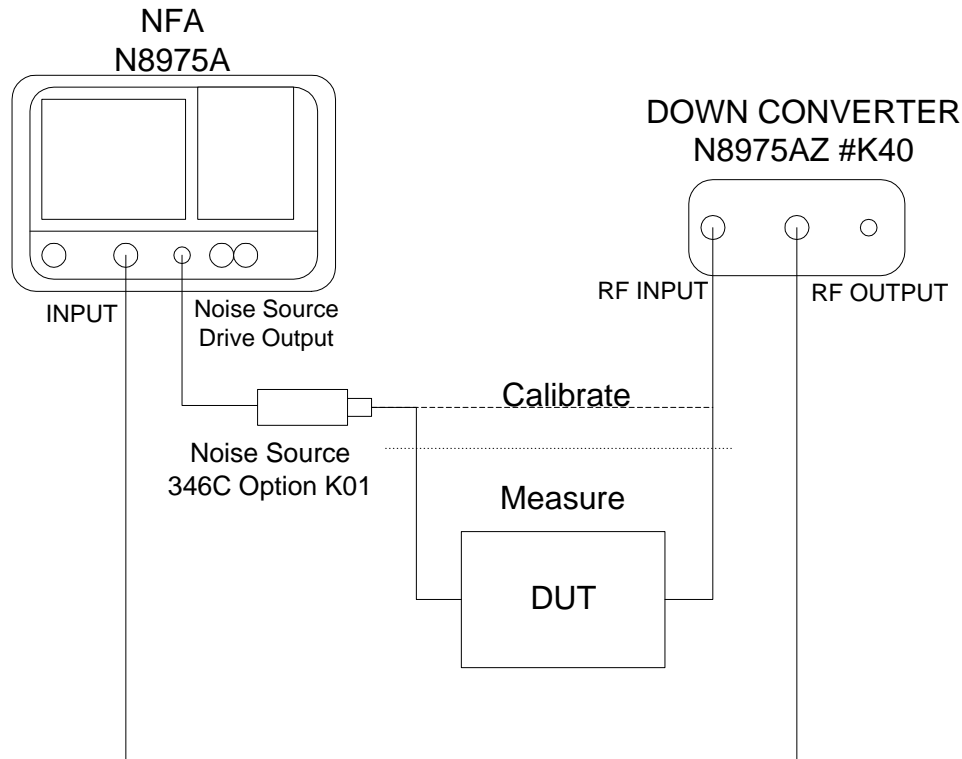 NFA
N8975A
DOWN CONVERTER
N8975AZ #K40
INPUT
Noise Source
Drive Output
RF INPUT
RF OUTPUT
Calibrate
Noise Source
346C Option K01
Measure
DUT